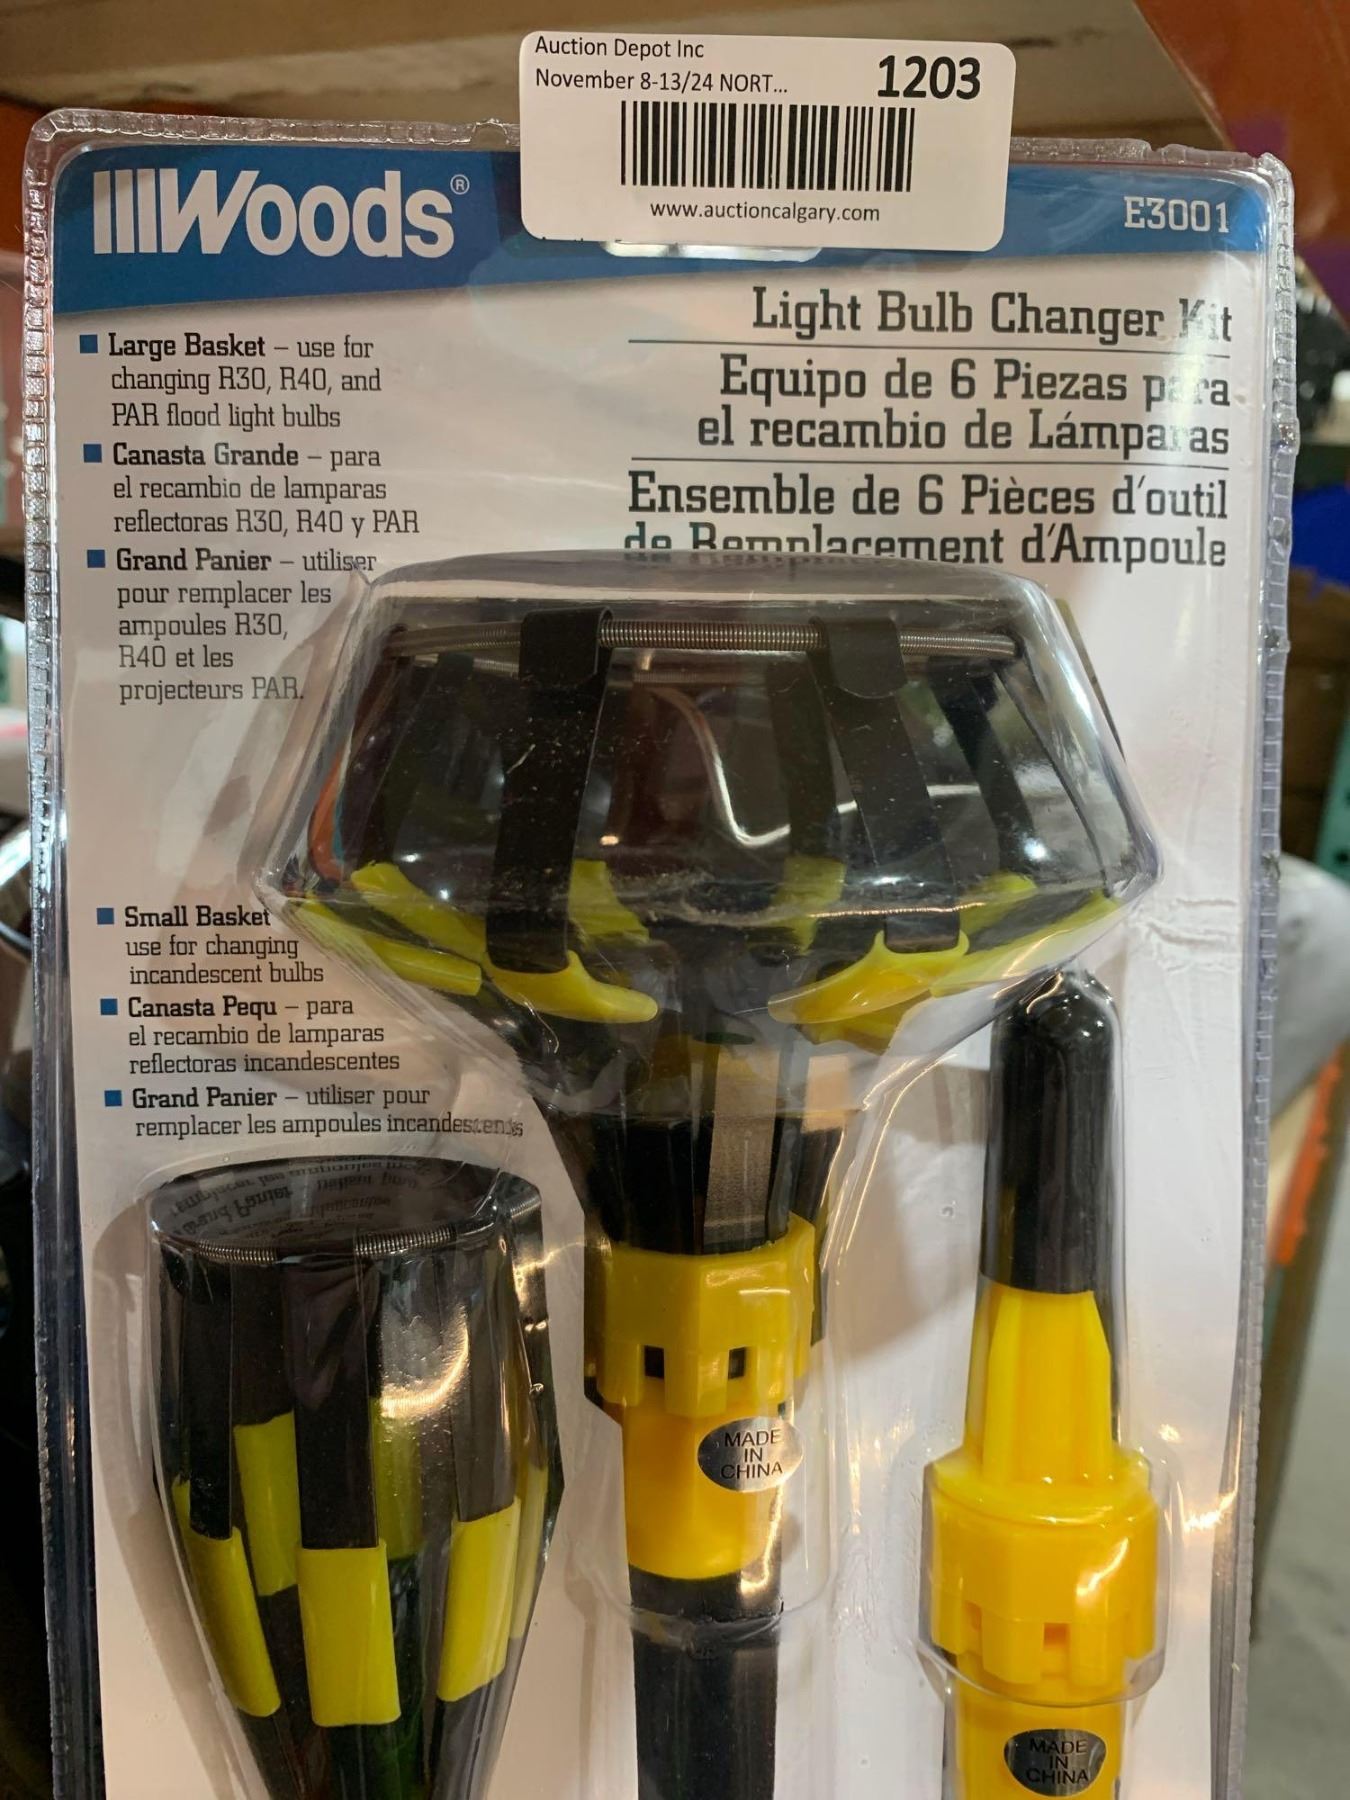 Auction Depot Inc
November 8-13/24 NORT...
1203
www.auctioncalgary.com
Woods®
E3001
Light Bulb Changer Kit
Equipo de 6 Piezas para
el recambio de Lámparas
Ensemble de 6 Pièces d'outil
de Remplacement d'Ampoule
Large Basket – use for
changing R30, R40, and
PAR flood light bulbs
Canasta Grande – para
el recambio de lamparas
reflectoras R30, R40 y PAR
Grand Panier – utiliser
pour remplacer les
ampoules R30,
R40 et les
projecteurs PAR.
Small Basket
use for changing
incandescent bulbs
Canasta Pequ – para
el recambio de lamparas
reflectoras incandescentes
Grand Panier – utiliser pour
remplacer les ampoules incandescentes
MADE
IN
CHINA
MADE
IN
CHINA